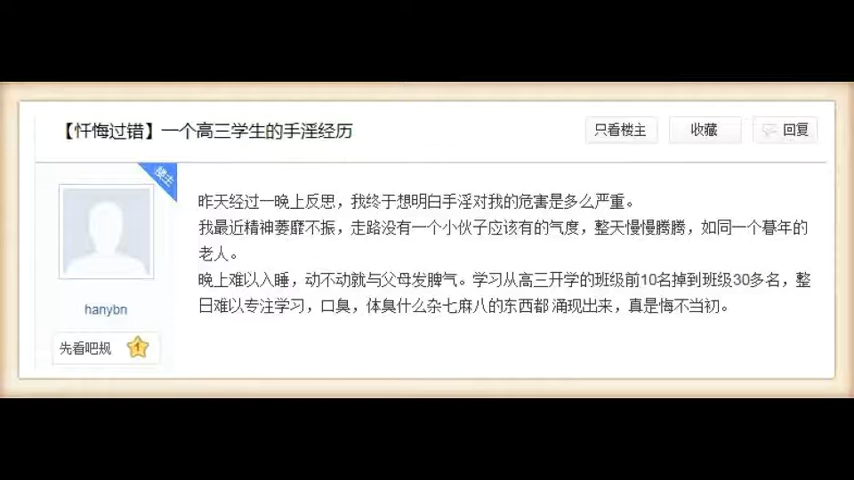 【忏悔过错】一个高三学生的手淫经历
只看楼主
收藏
回复
楼主
昨天经过一晚上反思，我终于想明白手淫对我的危害是多么严重。
我最近精神萎靡不振，走路没有一个小伙子应该有的气度，整天慢慢腾腾，如同一个暮年的
老人。
晚上难以入睡，动不动就与父母发脾气。学习从高三开学的班级前10名掉到班级30多名，整
日难以专注学习，口臭，体臭什么杂七麻八的东西都 涌现出来，真是悔不当初。
hanybn
先看吧规
1